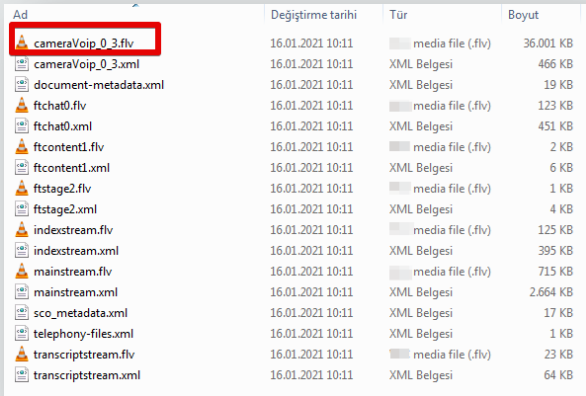 Ad Değiştirme tarihi Tür Boyut
cameraVoip_0_3.flv 16.01.2021 10:11 media file (.flv) 36.001 KB
cameraVoip_0_3.xml 16.01.2021 10:11 XML Belgesi 466 KB
document-metadata.xml 16.01.2021 10:11 XML Belgesi 19 KB
ftchat0.flv 16.01.2021 10:11 media file (.flv) 123 KB
ftchat0.xml 16.01.2021 10:11 XML Belgesi 451 KB
ftcontent1.flv 16.01.2021 10:11 media file (.flv) 2 KB
ftcontent1.xml 16.01.2021 10:11 XML Belgesi 6 KB
ftstage2.flv 16.01.2021 10:11 media file (.flv) 1 KB
ftstage2.xml 16.01.2021 10:11 XML Belgesi 4 KB
indexstream.flv 16.01.2021 10:11 media file (.flv) 125 KB
indexstream.xml 16.01.2021 10:11 XML Belgesi 395 KB
mainstream.flv 16.01.2021 10:11 media file (.flv) 715 KB
mainstream.xml 16.01.2021 10:11 XML Belgesi 2.664 KB
sco_metadata.xml 16.01.2021 10:11 XML Belgesi 17 KB
telephony-files.xml 16.01.2021 10:11 XML Belgesi 1 KB
transcriptstream.flv 16.01.2021 10:11 media file (.flv) 23 KB
transcriptstream.xml 16.01.2021 10:11 XML Belgesi 64 KB